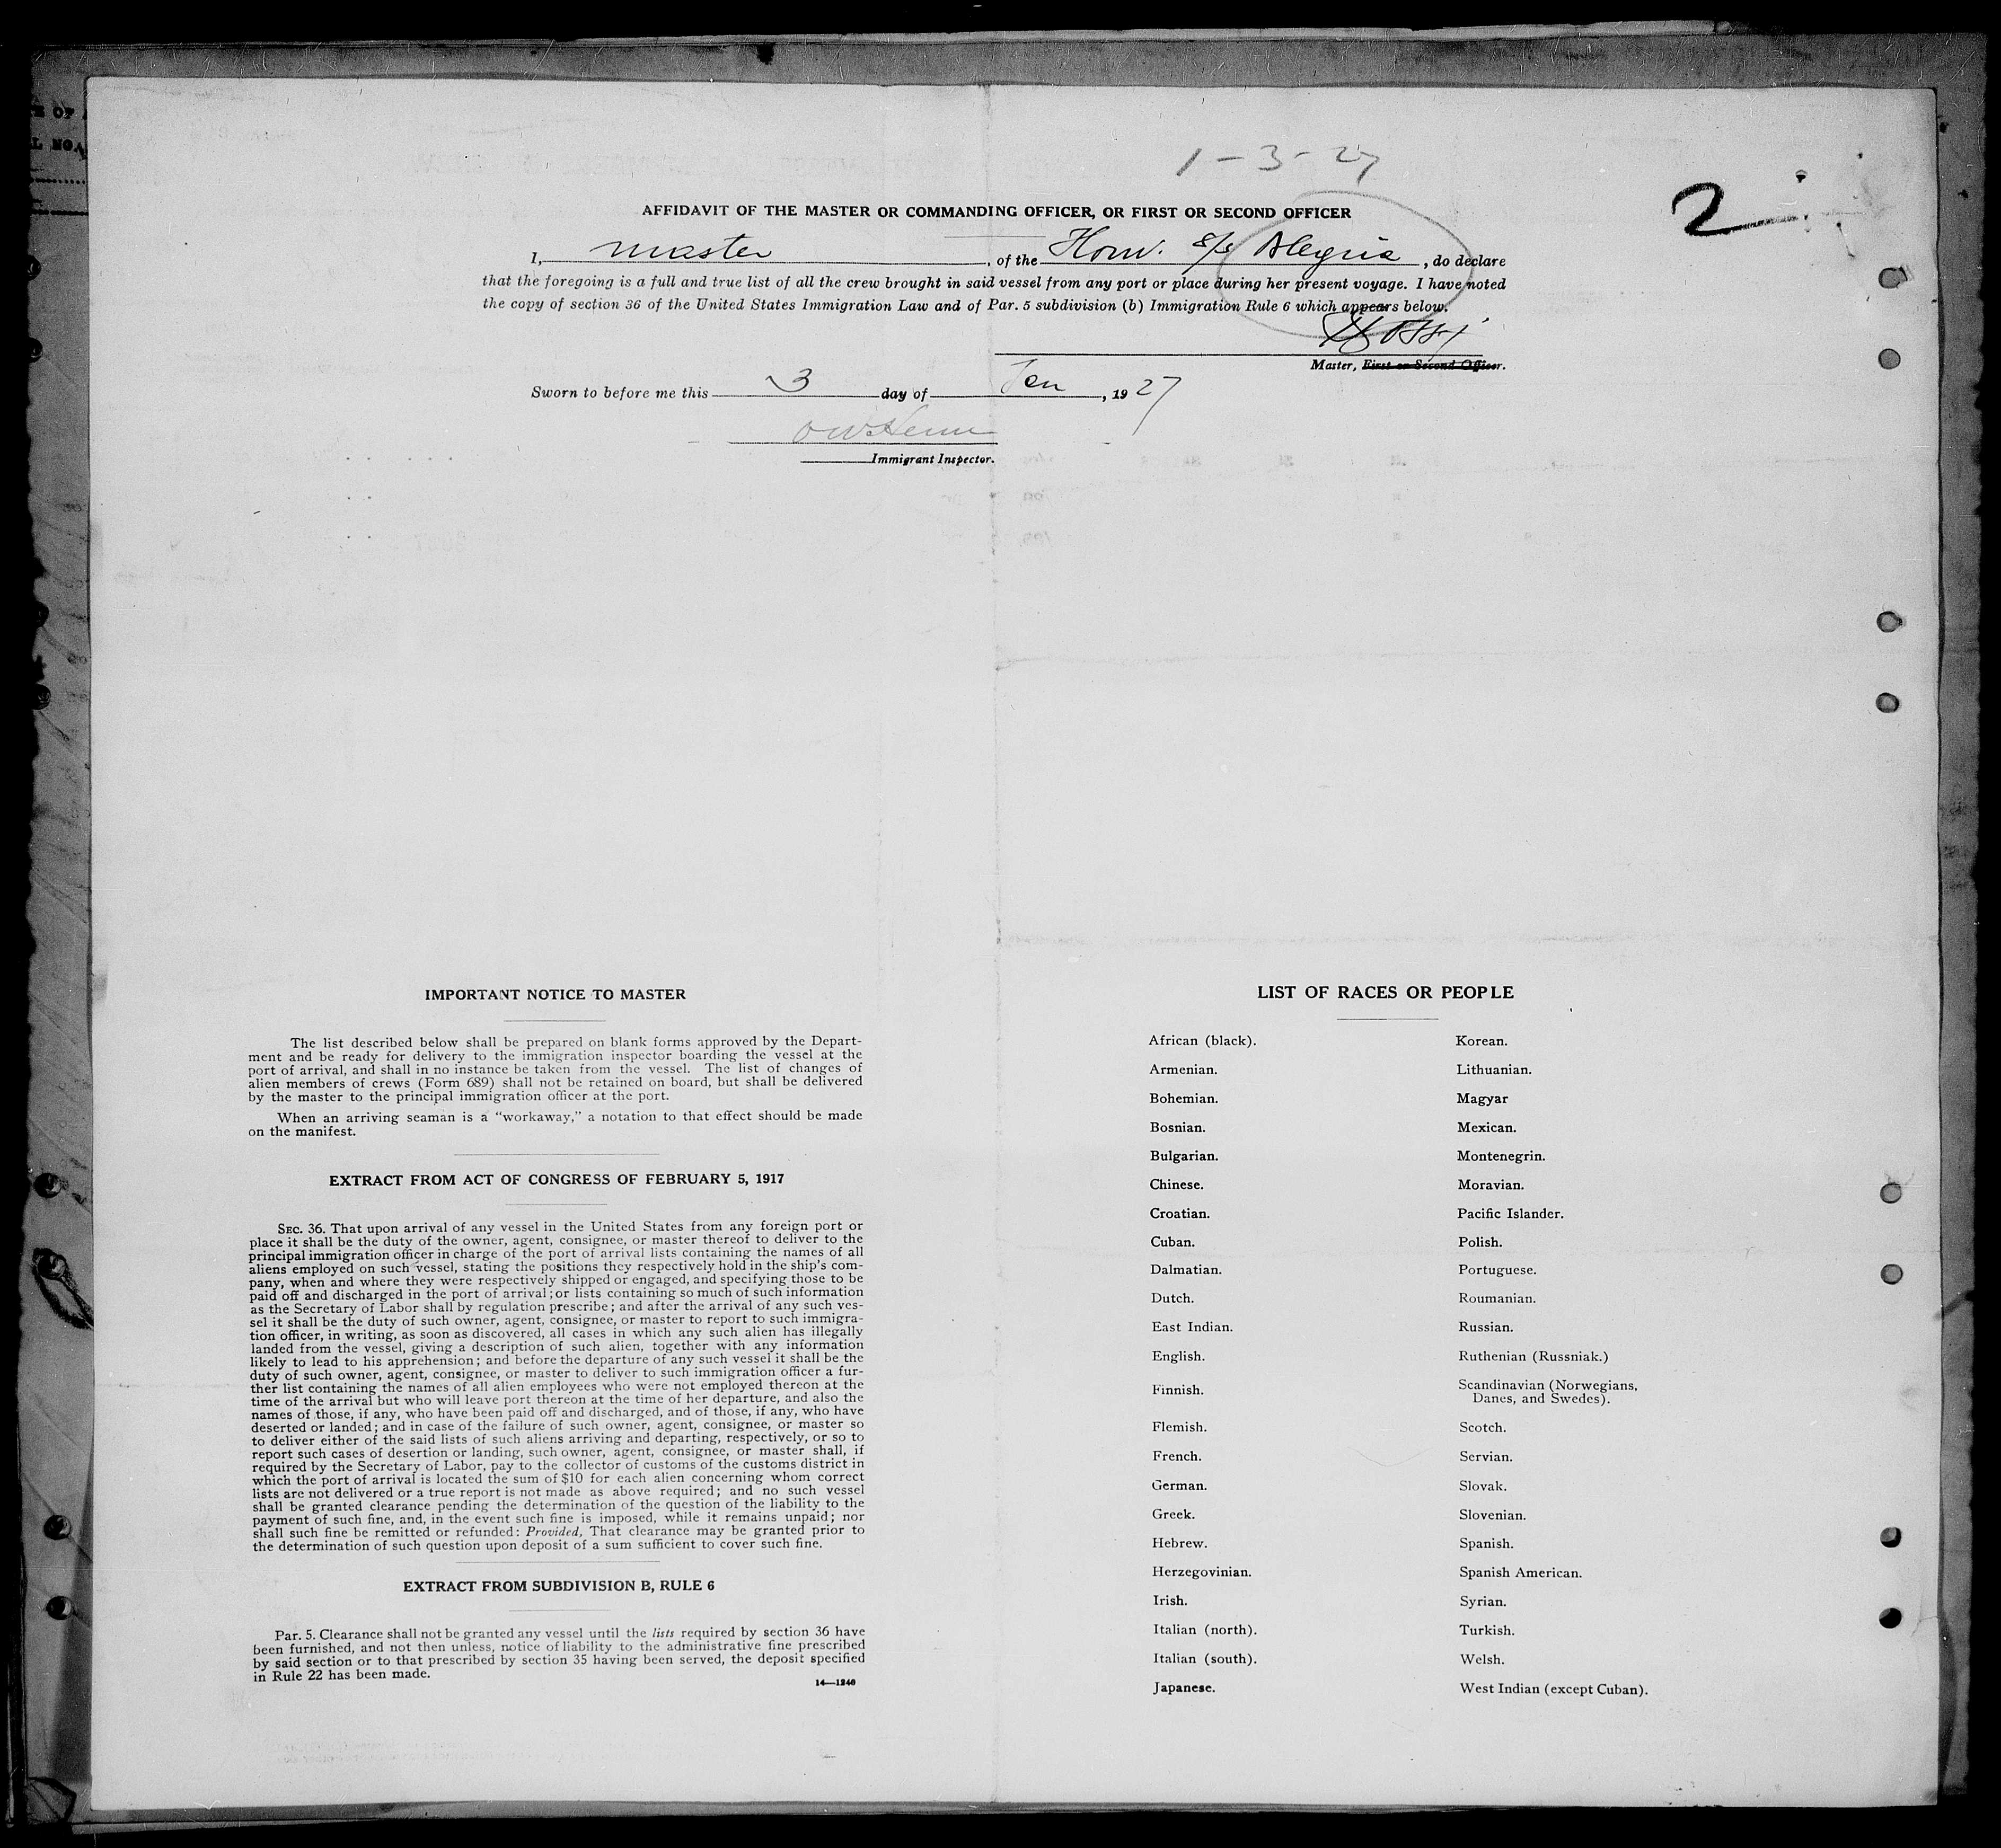 1-3-27
2
AFFIDAVIT OF THE MASTER OR COMMANDING OFFICER, OR FIRST OR SECOND OFFICER
I, master, of the Hond. S/S Alegria, do declare
that the foregoing is a full and true list of all the crew brought in said vessel from any port or place during her present voyage. I have noted
the copy of section 36 of the United States Immigration Law and of Par. 5 subdivision (b) Immigration Rule 6 which appears below.
Master, First or Second Officer.
Sworn to before me this 3 day of Jan, 1927
Immigrant Inspector.
IMPORTANT NOTICE TO MASTER
The list described below shall be prepared on blank forms approved by the Depart-
ment and be ready for delivery to the immigration inspector boarding the vessel at the
port of arrival, and shall in no instance be taken from the vessel. The list of changes of
alien members of crews (Form 689) shall not be retained on board, but shall be delivered
by the master to the principal immigration officer at the port.
When an arriving seaman is a “workaway,” a notation to that effect should be made
on the manifest.
EXTRACT FROM ACT OF CONGRESS OF FEBRUARY 5, 1917
SEC. 36. That upon arrival of any vessel in the United States from any foreign port or
place it shall be the duty of the owner, agent, consignee, or master thereof to deliver to the
principal immigration officer in charge of the port of arrival lists containing the names of all
aliens employed on such vessel, stating the positions they respectively hold in the ship's com-
pany, when and where they were respectively shipped or engaged, and specifying those to be
paid off and discharged in the port of arrival; or lists containing so much of such information
as the Secretary of Labor shall by regulation prescribe; and after the arrival of any such ves-
sel it shall be the duty of such owner, agent, consignee, or master to report to such immigra-
tion officer, in writing, as soon as discovered, all cases in which any such alien has illegally
landed from the vessel, giving a description of such alien, together with any information
likely to lead to his apprehension; and before the departure of any such vessel it shall be the
duty of such owner, agent, consignee, or master to deliver to such immigration officer a fur-
ther list containing the names of all alien employees who were not employed thereon at the
time of the arrival but who will leave port thereon at the time of her departure, and also the
names of those, if any, who have been paid off and discharged, and of those, if any, who have
deserted or landed; and in case of the failure of such owner, agent, consignee, or master so
to deliver either of the said lists of such aliens arriving and departing, respectively, or so to
report such cases of desertion or landing, such owner, agent, consignee, or master shall, if
required by the Secretary of Labor, pay to the collector of customs of the customs district in
which the port of arrival is located the sum of $10 for each alien concerning whom correct
lists are not delivered or a true report is not made as above required; and no such vessel
shall be granted clearance pending the determination of the question of the liability to the
payment of such fine, and, in the event such fine is imposed, while it remains unpaid; nor
shall such fine be remitted or refunded: Provided, That clearance may be granted prior to
the determination of such question upon deposit of a sum sufficient to cover such fine.
EXTRACT FROM SUBDIVISION B, RULE 6
Par. 5. Clearance shall not be granted any vessel until the lists required by section 36 have
been furnished, and not then unless, notice of liability to the administrative fine prescribed
by said section or to that prescribed by section 35 having been served, the deposit specified
in Rule 22 has been made.
14—1240
LIST OF RACES OR PEOPLE
African (black).
Armenian.
Bohemian.
Bosnian.
Bulgarian.
Chinese.
Croatian.
Cuban.
Dalmatian.
Dutch.
East Indian.
English.
Finnish.
Flemish.
French.
German.
Greek.
Hebrew.
Herzegovinian.
Irish.
Italian (north).
Italian (south).
Japanese.
Korean.
Lithuanian.
Magyar
Mexican.
Montenegrin.
Moravian.
Pacific Islander.
Polish.
Portuguese.
Roumanian.
Russian.
Ruthenian (Russniak.)
Scandinavian (Norwegians,
Danes, and Swedes).
Scotch.
Servian.
Slovak.
Slovenian.
Spanish.
Spanish American.
Syrian.
Turkish.
Welsh.
West Indian (except Cuban).